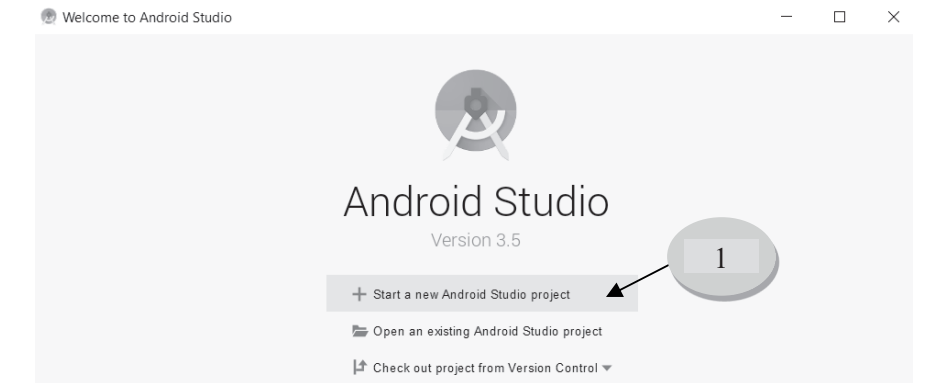 Welcome to Android Studio
Android Studio
Version 3.5
1
Start a new Android Studio project
Open an existing Android Studio project
Check out project from Version Control